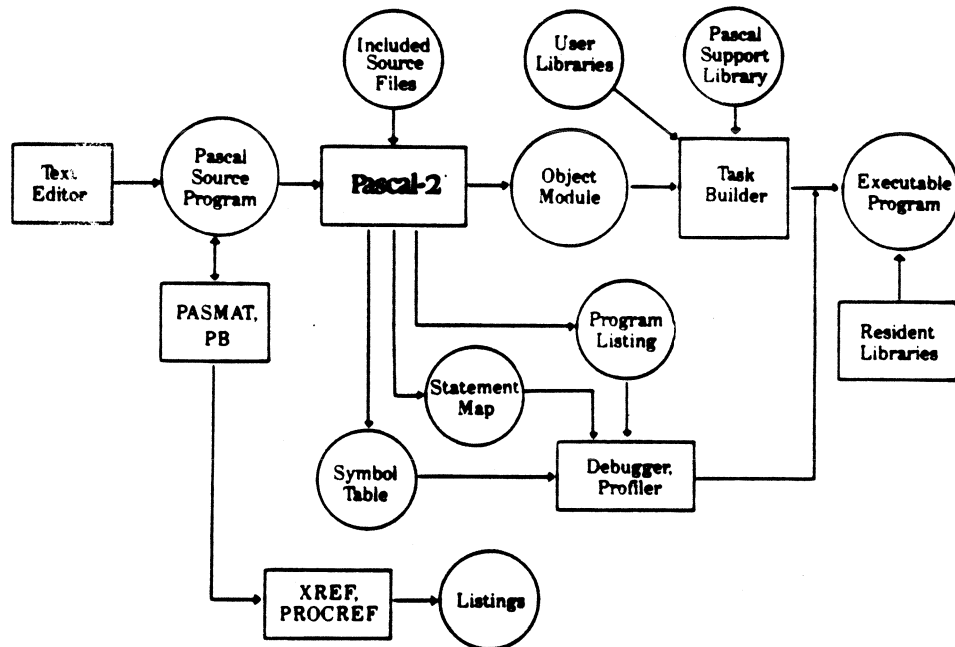 Included
Source
Files
User
Libraries
Pascal
Support
Library
Text
Editor
Pascal
Source
Program
Pascal-2
Object
Module
Task
Builder
Executable
Program
PASMAT,
PB
Program
Listing
Resident
Libraries
Statement
Map
Symbol
Table
Debugger,
Profiler
XREF,
PROCREF
Listings